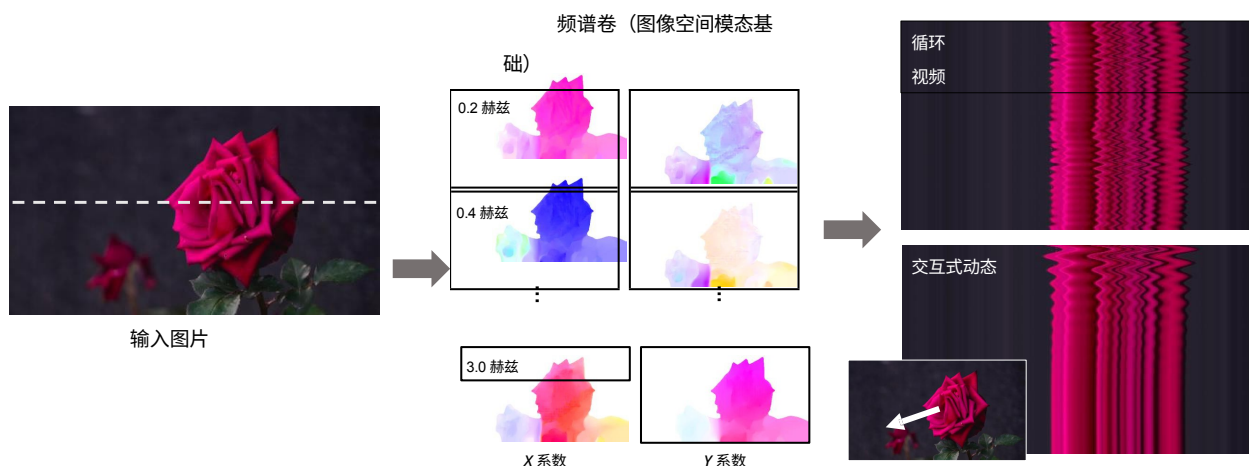 频谱卷（图像空间模态基
础）
0.2 赫兹
0.4 赫兹
⋮
⋮
3.0 赫兹
X 系数
Y 系数
输入图片
循环
视频
交互式动态